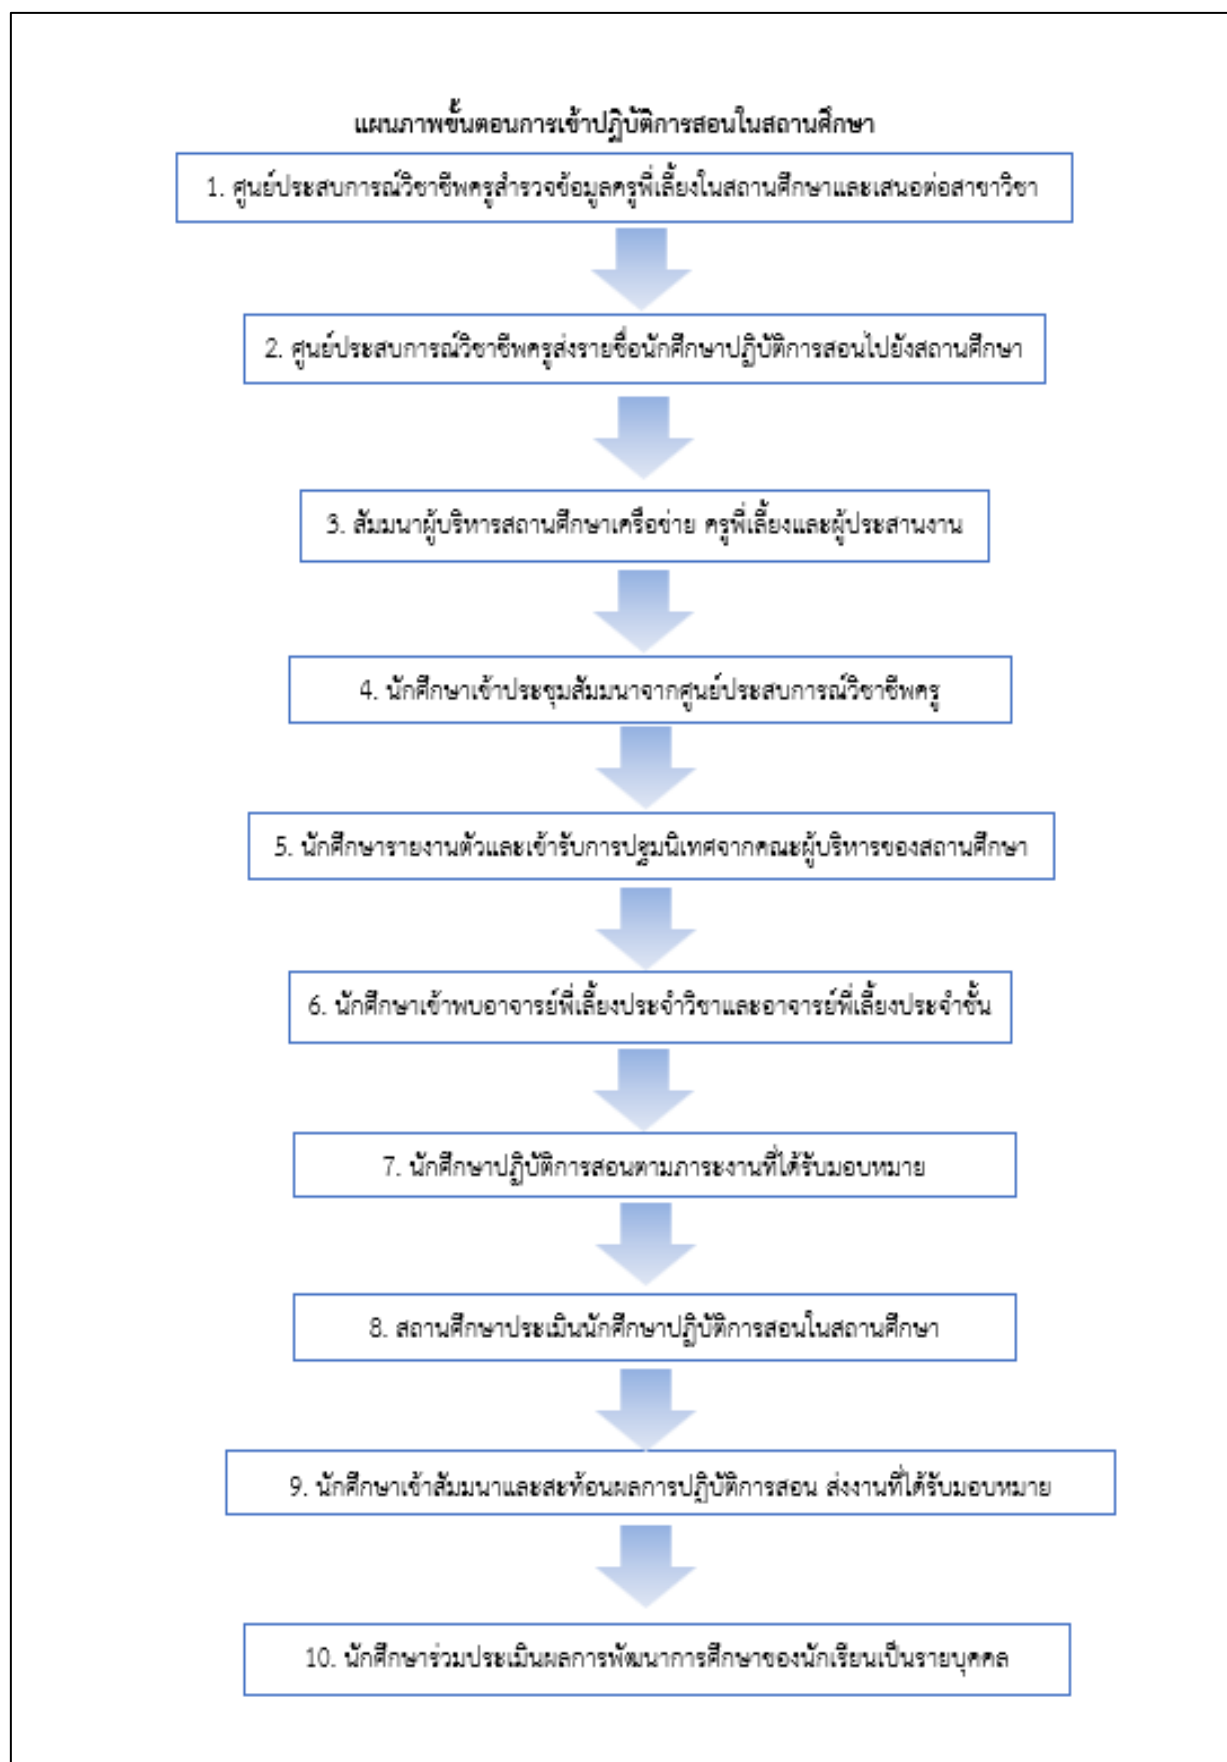 แผนภาพขั้นตอนการเข้าปฏิบัติการสอนในสถานศึกษา
1. ศูนย์ประสบการณ์วิชาชีพครูสำรวจข้อมูลครูพี่เลี้ยงในสถานศึกษาและเสนอต่อสาขาวิชา
2. ศูนย์ประสบการณ์วิชาชีพครูส่งรายชื่อนักศึกษาปฏิบัติการสอนไปยังสถานศึกษา
3. สัมมนาผู้บริหารสถานศึกษาเครือข่าย ครูพี่เลี้ยงและผู้ประสานงาน
4. นักศึกษาเข้าประชุมสัมมนาจากศูนย์ประสบการณ์วิชาชีพครู
5. นักศึกษารายงานตัวและเข้ารับการปฐมนิเทศจากคณะผู้บริหารของสถานศึกษา
6. นักศึกษาเข้าพบอาจารย์พี่เลี้ยงประจำวิชาและอาจารย์พี่เลี้ยงประจำชั้น
7. นักศึกษาปฏิบัติการสอนตามภาระงานที่ได้รับมอบหมาย
8. สถานศึกษาประเมินนักศึกษาปฏิบัติการสอนในสถานศึกษา
9. นักศึกษาเข้าสัมมนาและสะท้อนผลการปฏิบัติการสอน ส่งงานที่ได้รับมอบหมาย
10. นักศึกษาร่วมประเมินผลการพัฒนาการศึกษาของนักเรียนเป็นรายบุคคล